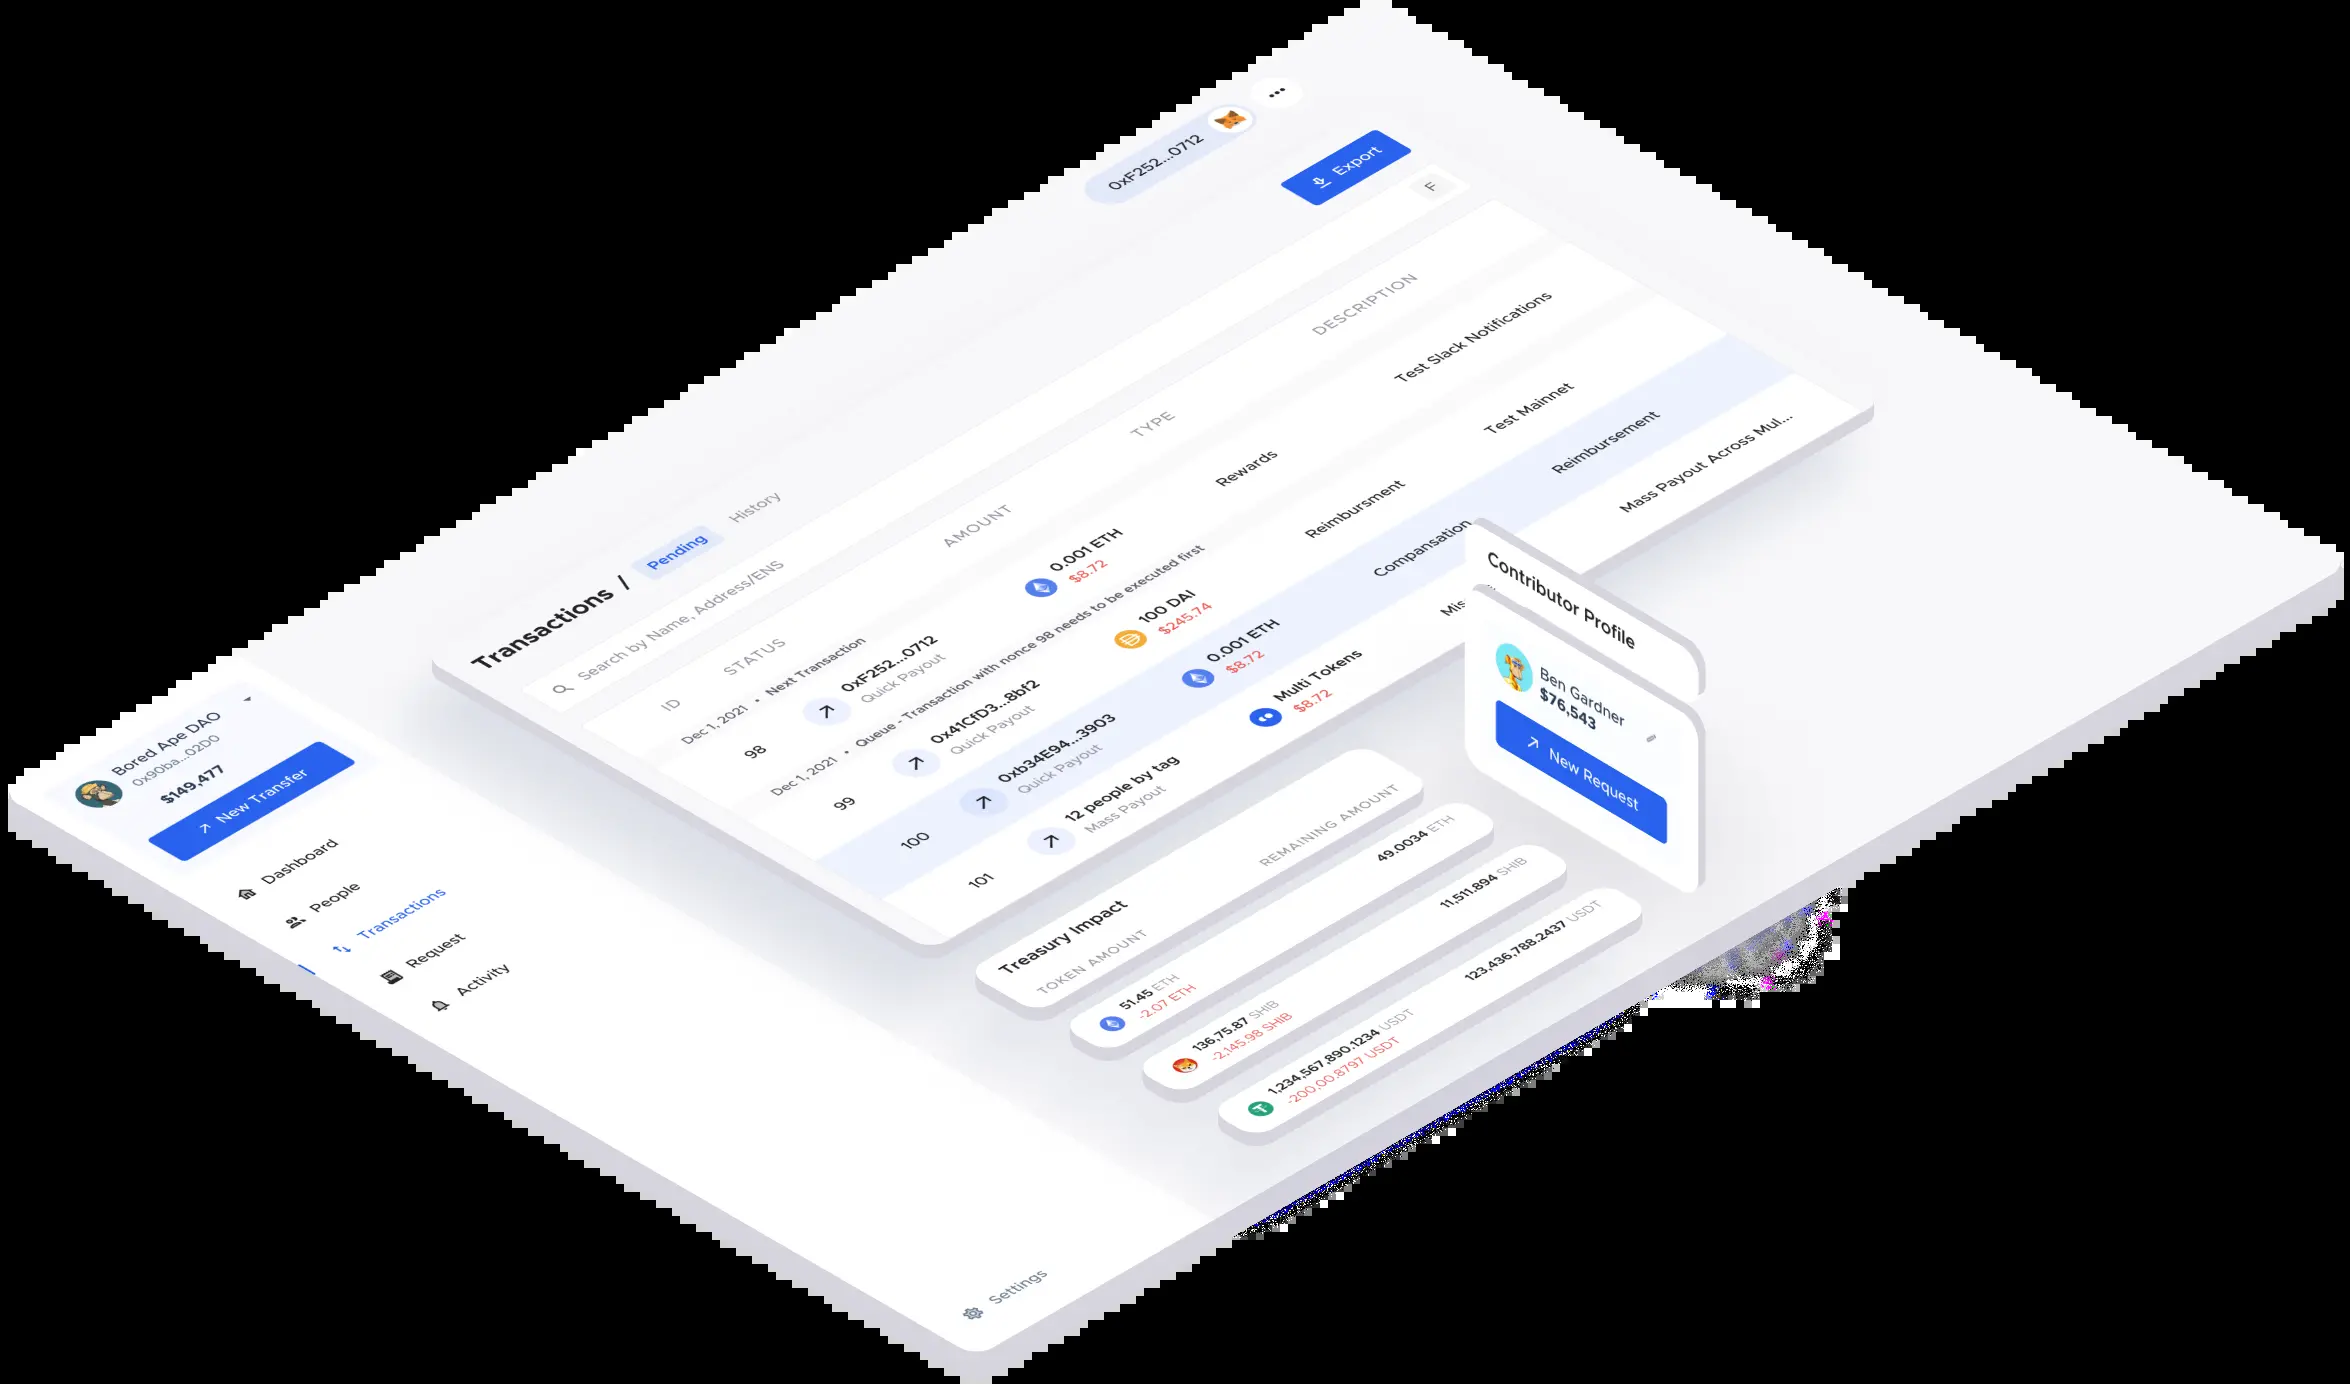 0xF252...0712
Export
Transactions / Pending History
Search by Name, Address/ENS F
ID STATUS AMOUNT TYPE DESCRIPTION
Dec 1, 2021 • Next Transaction
98 0xF252...0712 0.001 ETH Rewards Test Slack Notifications
Quick Payout $8.72
Dec 1, 2021 • Queue - Transaction with nonce 98 needs to be executed first
99 0x41CfD3...8bf2 100 DAI Reimbursment Test Mainnet
Quick Payout $245.74
100 0xb34E94...3903 0.001 ETH Compansation Reimbursement
Quick Payout $8.72
101 12 people by tag Multi Tokens Mis... Mass Payout Across Mul...
Mass Payout $8.72
Bored Ape DAO
0x90ba...02D0
$149,477
New Transfer
Dashboard
People
Transactions
Request
Activity
Settings
Treasury Impact
TOKEN AMOUNT REMAINING AMOUNT
51.45 ETH 49.0034 ETH
-2.07 ETH
136,75.87 SHIB 11,511.894 SHIB
-2,145.98 SHIB
1,234,567,890.1234 USDT 123,436,788.2437 USDT
-200,00.8797 USDT
Contributor Profile
Ben Gardner
$76,543
New Request